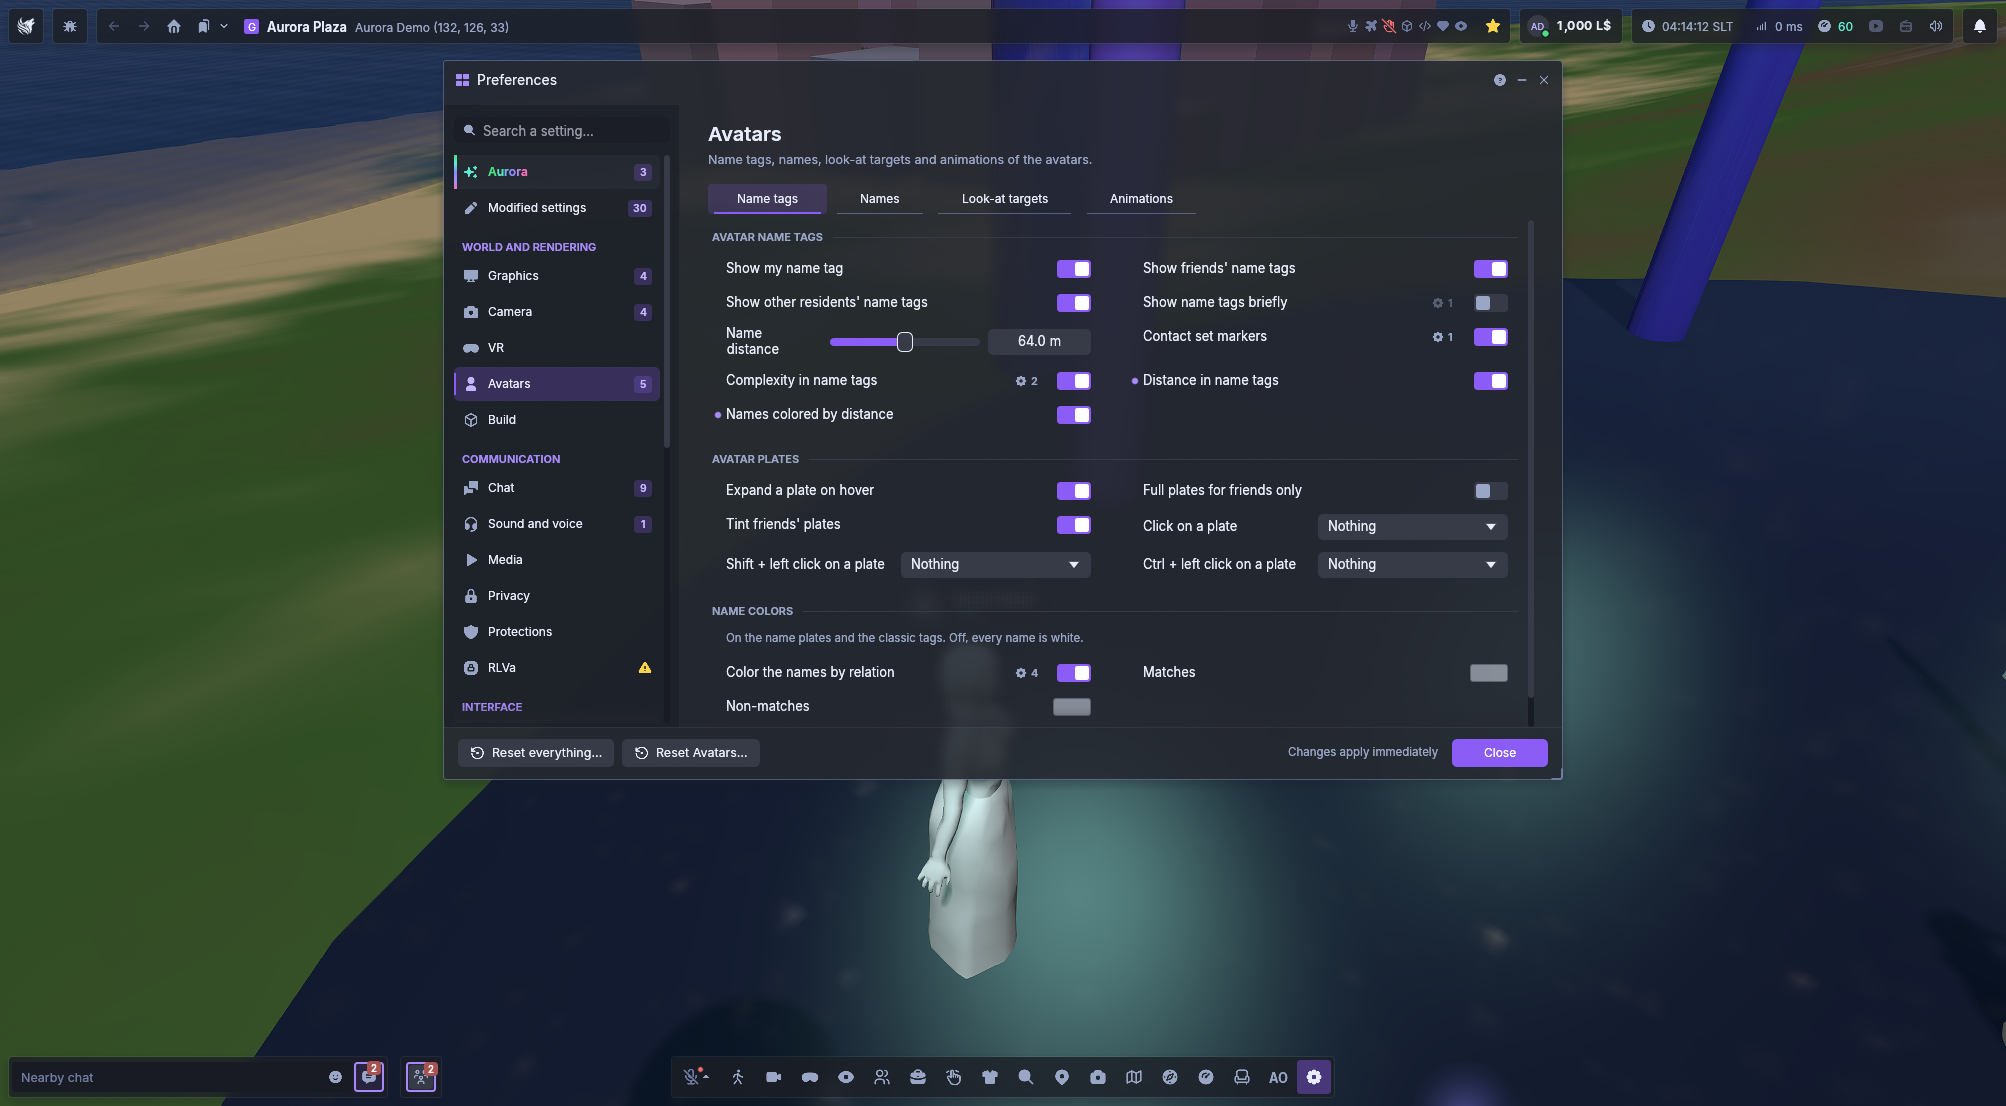 Aurora Plaza Aurora Demo (132, 126, 33)
AD 1,000 L$
04:14:12 SLT
0 ms
60
Preferences
Search a setting...
Aurora 3
Modified settings 30
WORLD AND RENDERING
Graphics 4
Camera 4
VR
Avatars 5
Build
COMMUNICATION
Chat 9
Sound and voice 1
Media
Privacy
Protections
RLVa
INTERFACE
Avatars
Name tags, names, look-at targets and animations of the avatars.
Name tags Names Look-at targets Animations
AVATAR NAME TAGS
Show my name tag
Show friends' name tags
Show other residents' name tags
Show name tags briefly 1
Name
distance
64.0 m
Contact set markers 1
Complexity in name tags 2
Distance in name tags
Names colored by distance
AVATAR PLATES
Expand a plate on hover
Full plates for friends only
Tint friends' plates
Click on a plate Nothing
Shift + left click on a plate Nothing
Ctrl + left click on a plate Nothing
NAME COLORS
On the name plates and the classic tags. Off, every name is white.
Color the names by relation 4
Matches
Non-matches
Reset everything...
Reset Avatars...
Changes apply immediately
Close
Nearby chat
2
2
AO